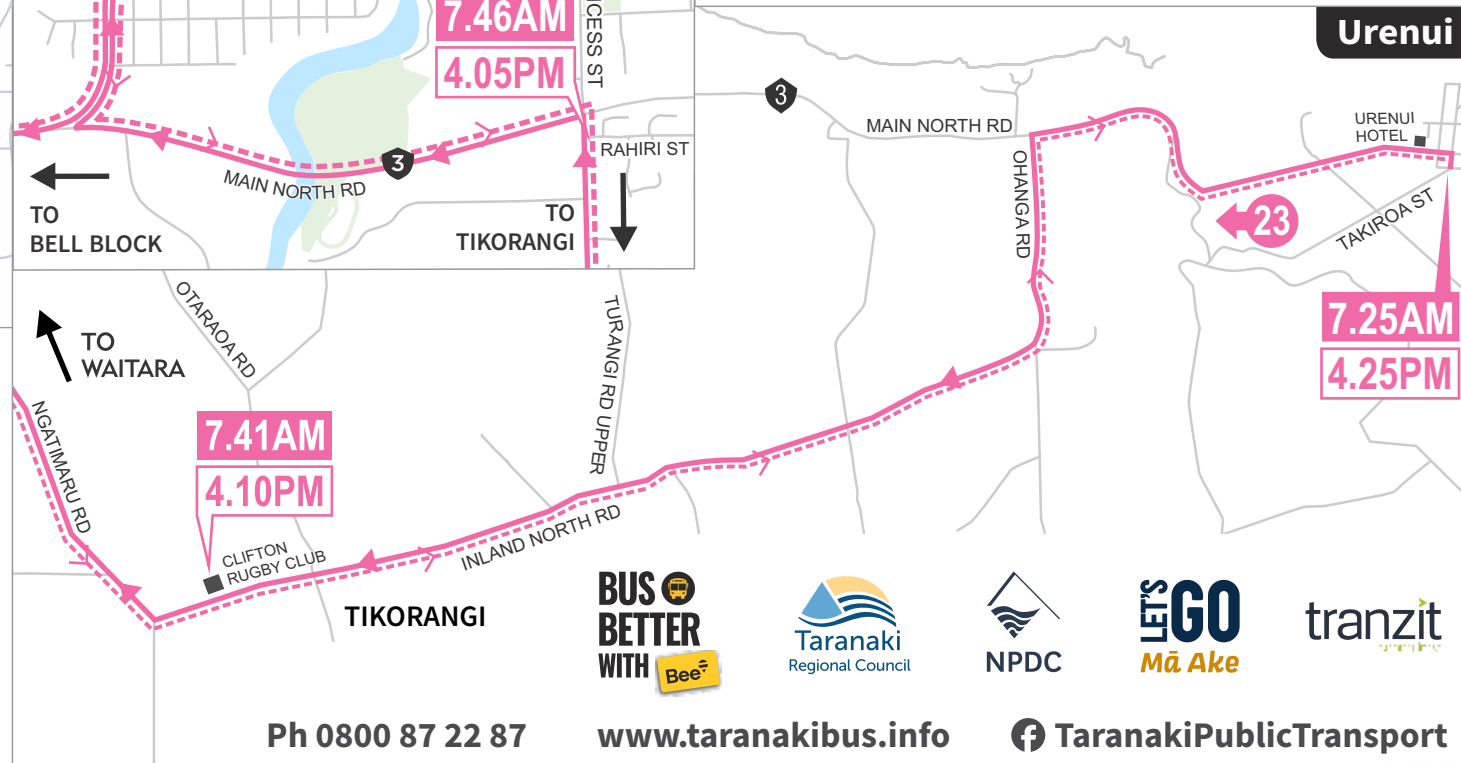 7.46AM
4.05PM
CESS ST
Urenui
3
MAIN NORTH RD
URENUI
HOTEL
RAHIRI ST
3
MAIN NORTH RD
OHANGA RD
TO
BELL BLOCK
TO
TIKORANGI
23
TAKIROA ST
OTARAOA RD
TURANGI RD UPPER
7.25AM
4.25PM
TO
WAITARA
NGATIMARU RD
7.41AM
4.10PM
CLIFTON
RUGBY CLUB
INLAND NORTH RD
TIKORANGI
BUS
BETTER
WITH Bee
Taranaki
Regional Council
NPDC
LET'S
GO
Mā Ake
tranzit
Ph 0800 87 22 87
www.taranakibus.info
TaranakiPublicTransport